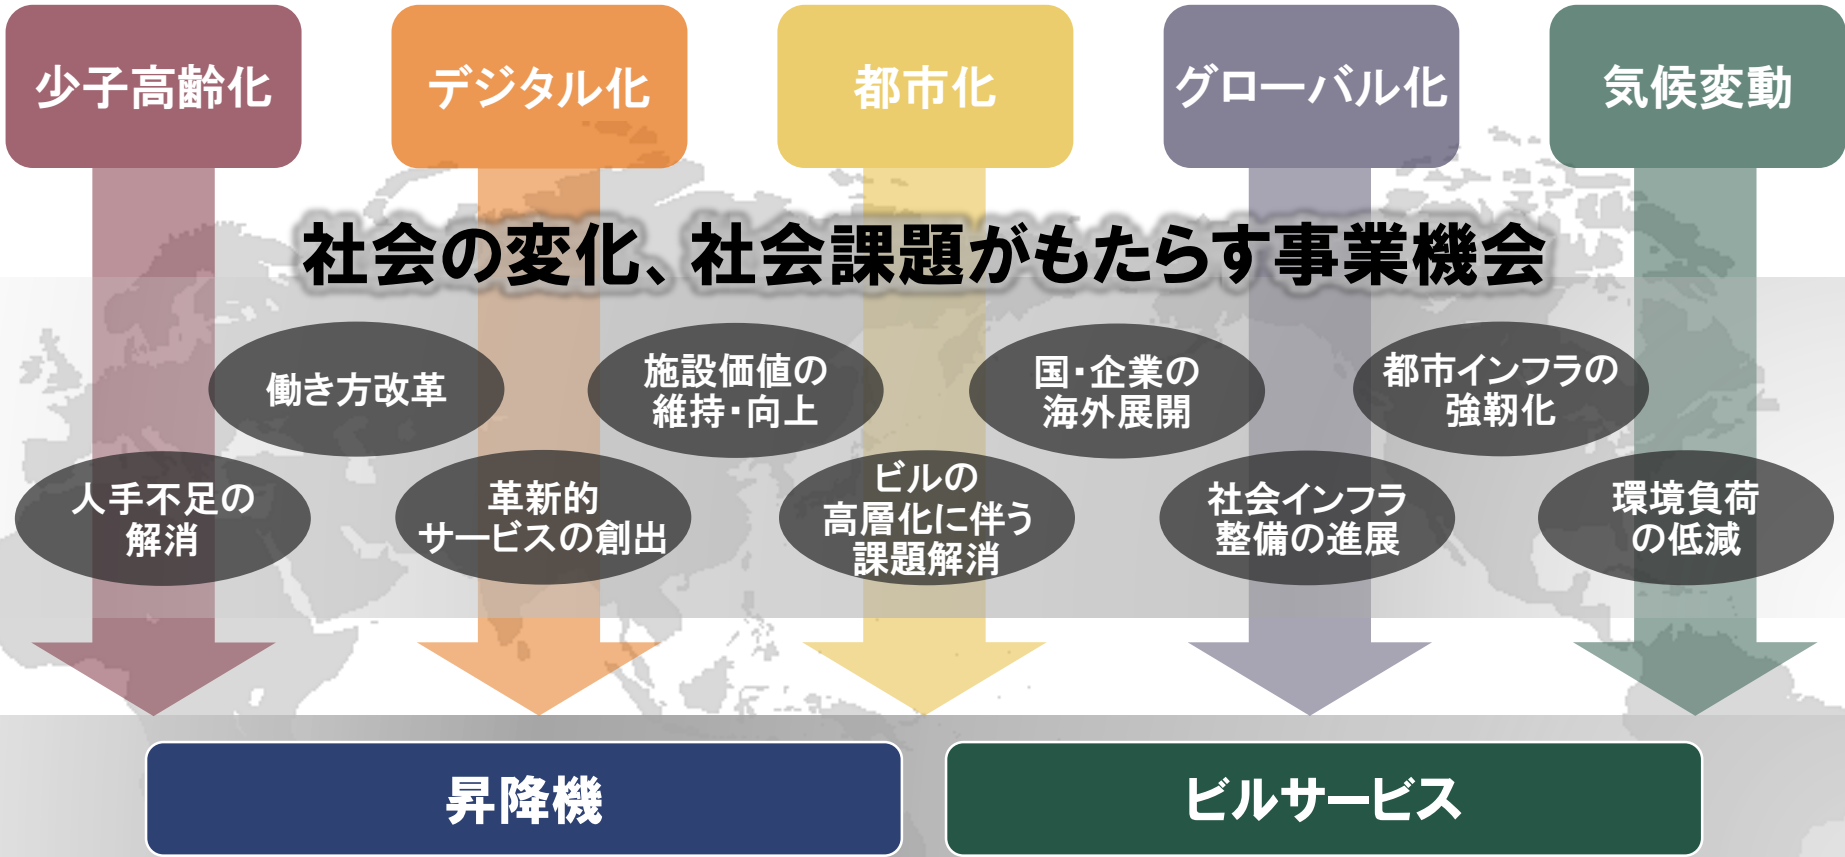 少子高齢化
デジタル化
都市化
グローバル化
気候変動
社会の変化、社会課題がもたらす事業機会
働き方改革
施設価値の
維持・向上
国・企業の
海外展開
都市インフラの
強靭化
人手不足の
解消
革新的
サービスの創出
ビルの
高層化に伴う
課題解消
社会インフラ
整備の進展
環境負荷
の低減
昇降機
ビルサービス